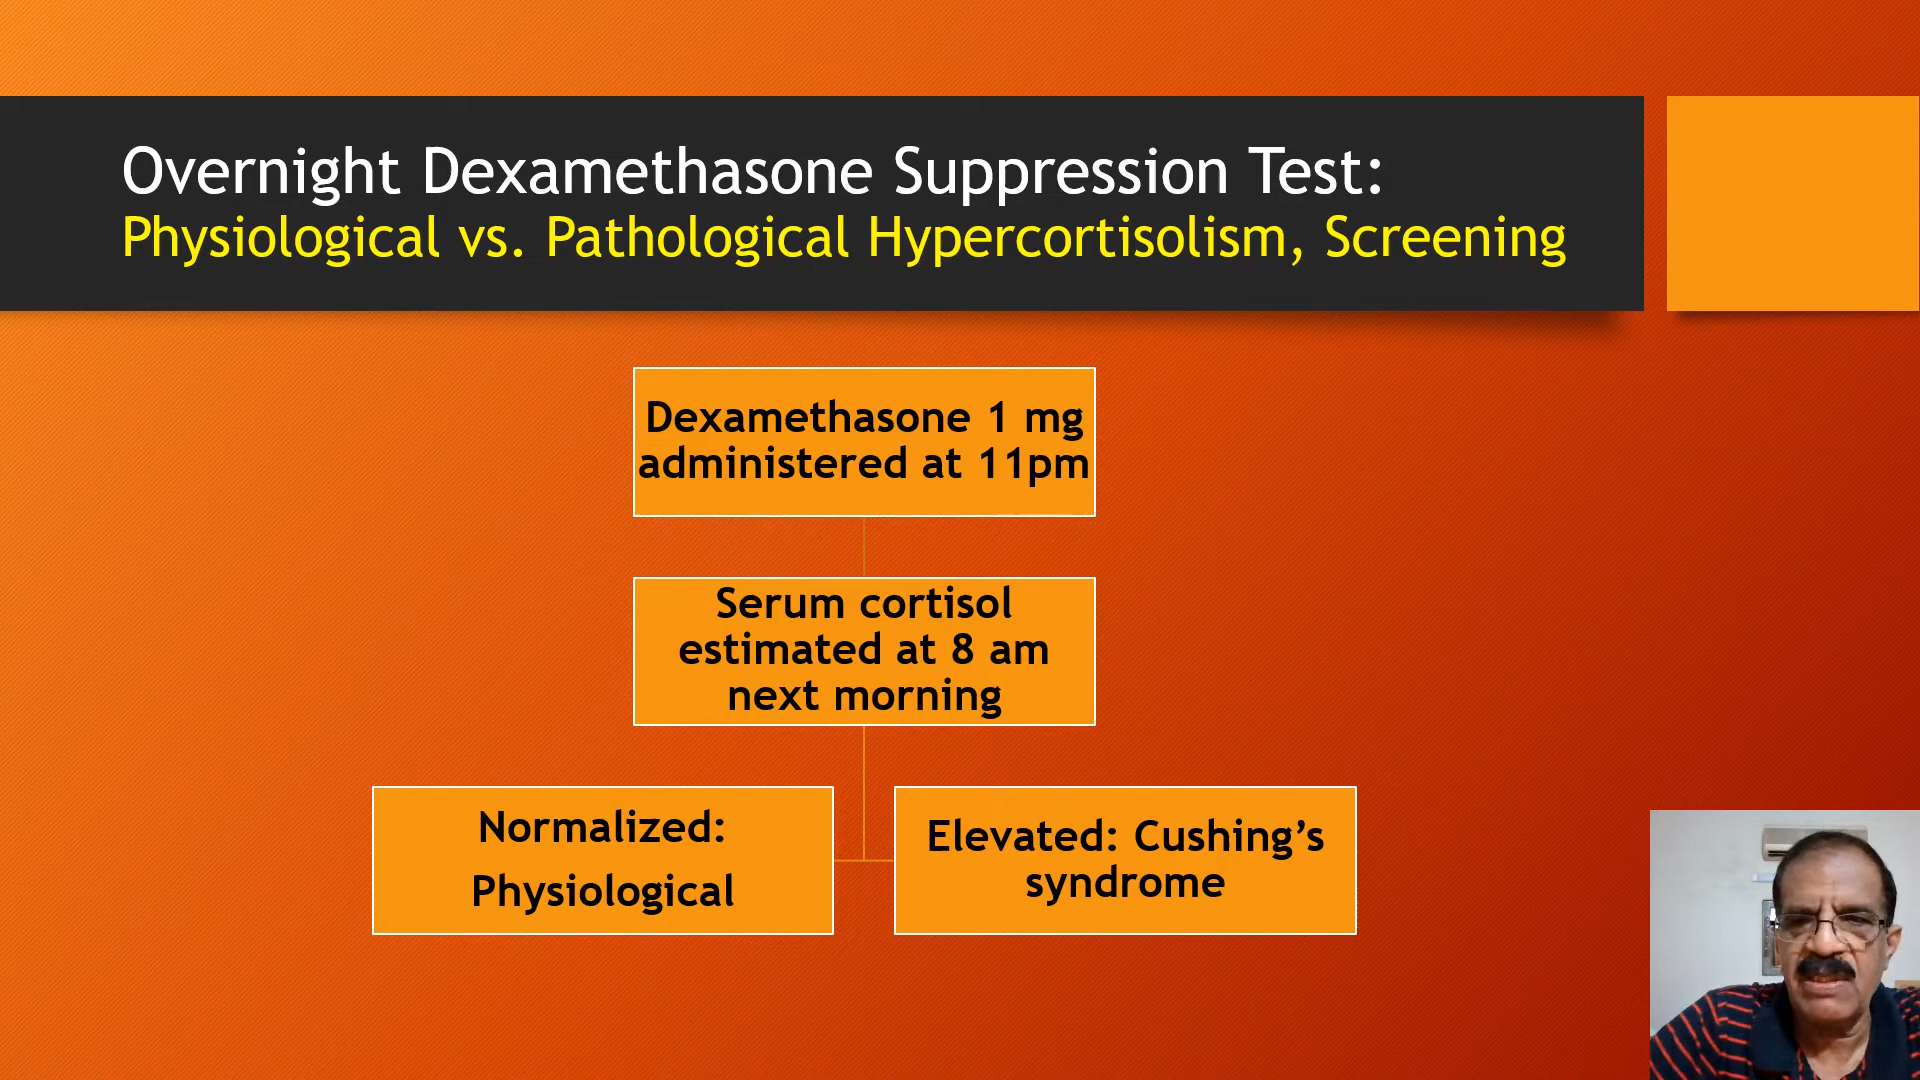 Overnight Dexamethasone Suppression Test:
Physiological vs. Pathological Hypercortisolism, Screening
Dexamethasone 1 mg
administered at 11pm
Serum cortisol
estimated at 8 am
next morning
Normalized:
Physiological
Elevated: Cushing’s
syndrome